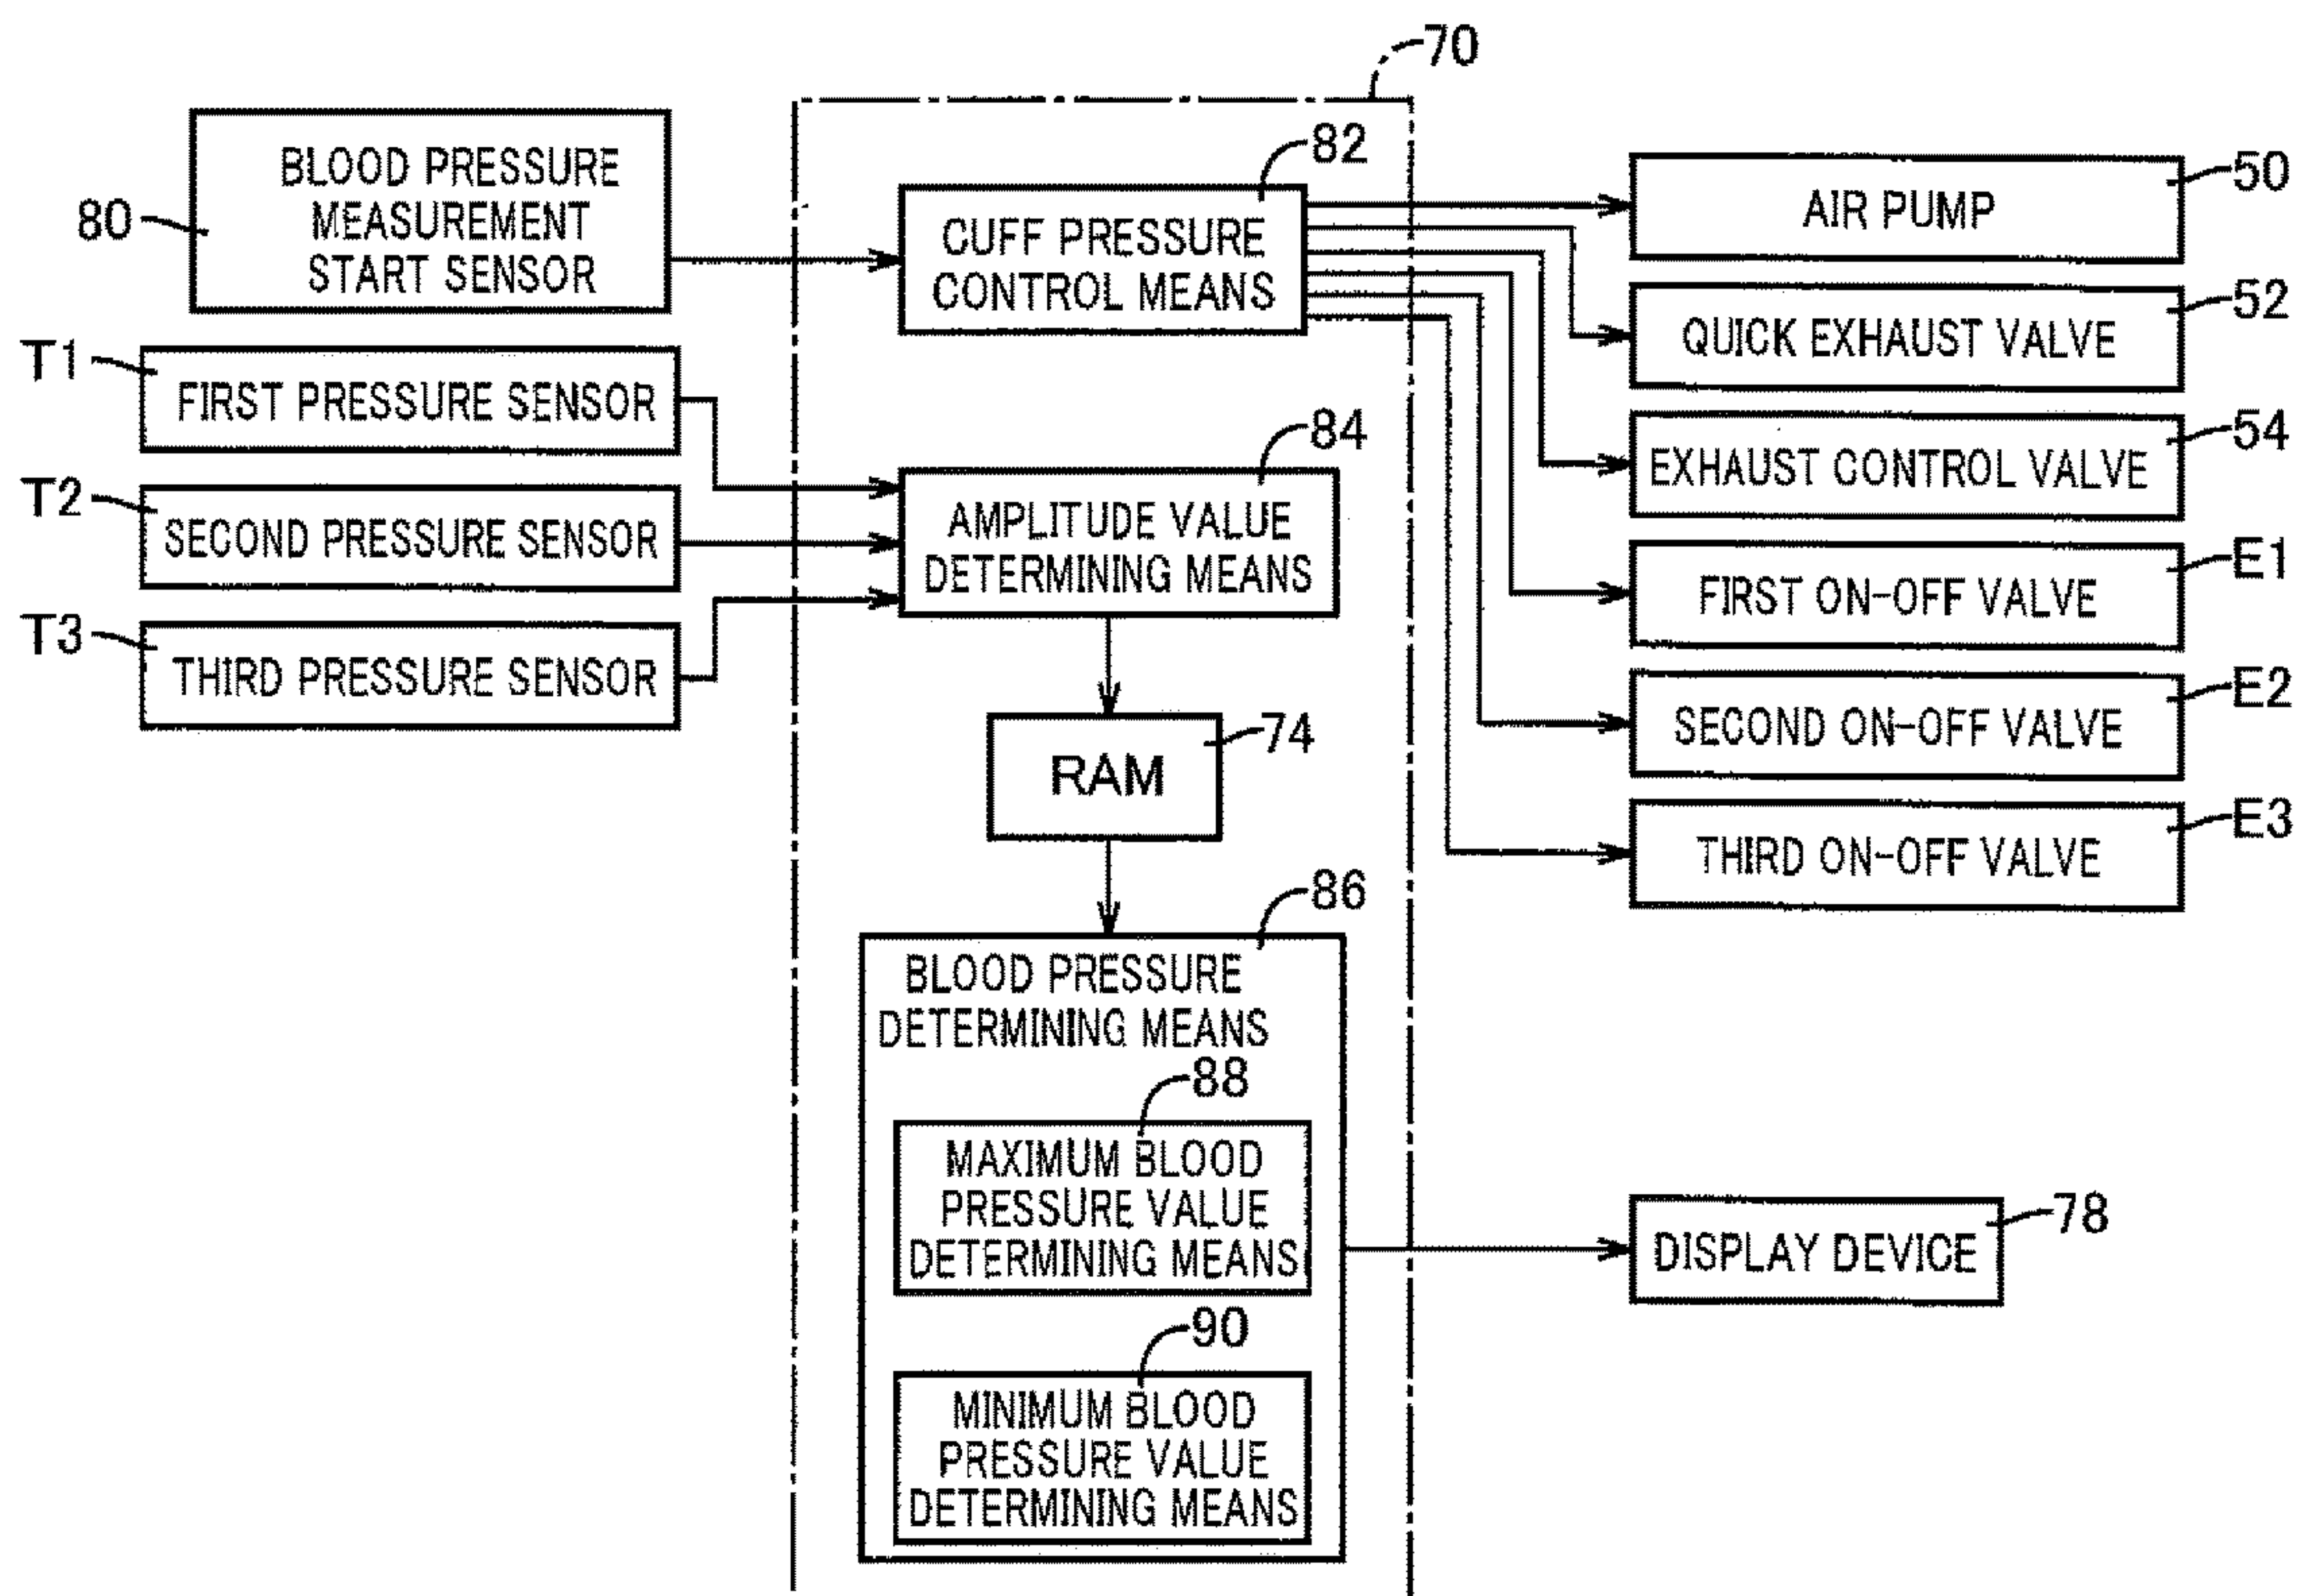 70
80
BLOOD PRESSURE
MEASUREMENT
START SENSOR
T1
FIRST PRESSURE SENSOR
T2
SECOND PRESSURE SENSOR
T3
THIRD PRESSURE SENSOR
82
CUFF PRESSURE
CONTROL MEANS
84
AMPLITUDE VALUE
DETERMINING MEANS
74
RAM
86
BLOOD PRESSURE
DETERMINING MEANS
88
MAXIMUM BLOOD
PRESSURE VALUE
DETERMINING MEANS
90
MINIMUM BLOOD
PRESSURE VALUE
DETERMINING MEANS
50
AIR PUMP
52
QUICK EXHAUST VALVE
54
EXHAUST CONTROL VALVE
E1
FIRST ON-OFF VALVE
E2
SECOND ON-OFF VALVE
E3
THIRD ON-OFF VALVE
78
DISPLAY DEVICE